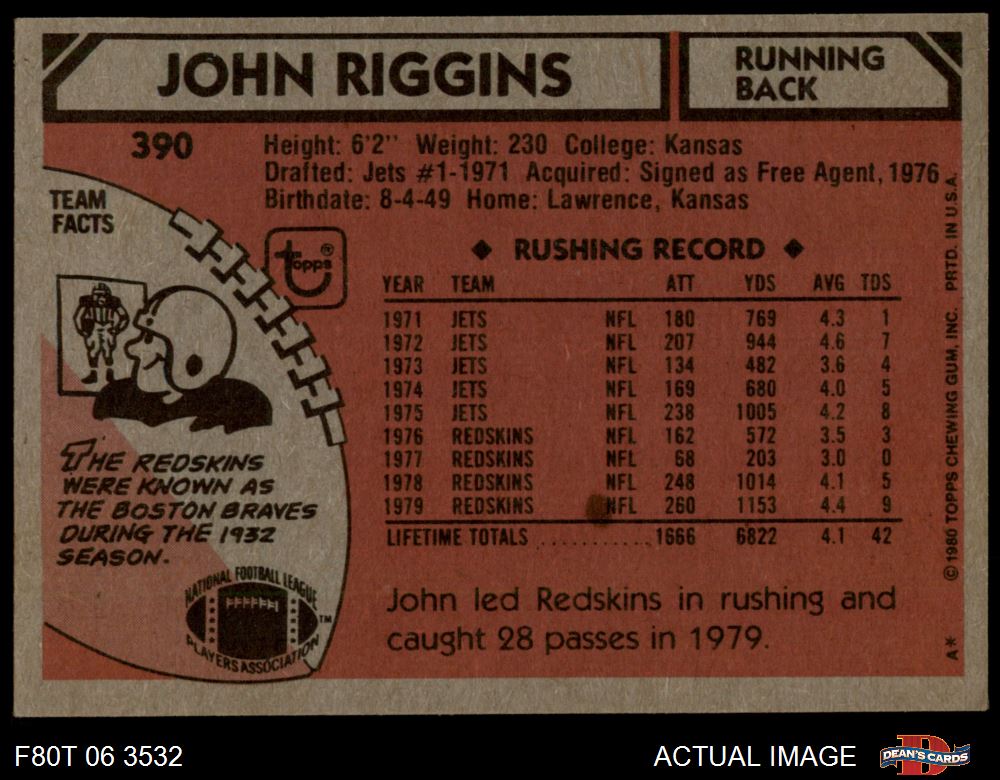 JOHN RIGGINS
RUNNING
BACK
390
Height: 6'2" Weight: 230 College: Kansas
Drafted: Jets #1-1971 Acquired: Signed as Free Agent, 1976
Birthdate: 8-4-49 Home: Lawrence, Kansas
TEAM
FACTS
topps®
◆ RUSHING RECORD ◆
YEAR TEAM ATT YDS AVG TDS
1971 JETS NFL 180 769 4.3 1
1972 JETS NFL 207 944 4.6 7
1973 JETS NFL 134 482 3.6 4
1974 JETS NFL 169 680 4.0 5
1975 JETS NFL 238 1005 4.2 8
1976 REDSKINS NFL 162 572 3.5 3
1977 REDSKINS NFL 68 203 3.0 0
1978 REDSKINS NFL 248 1014 4.1 5
1979 REDSKINS NFL 260 1153 4.4 9
LIFETIME TOTALS ............ 1666 6822 4.1 42
THE REDSKINS
WERE KNOWN AS
THE BOSTON BRAVES
DURING THE 1932
SEASON.
NATIONAL FOOTBALL LEAGUE
PLAYERS ASSOCIATION
TM
John led Redskins in rushing and
caught 28 passes in 1979.
A* © 1980 TOPPS CHEWING GUM, INC. PRTD. IN U.S.A.
F80T 06 3532
ACTUAL IMAGE
D
DEAN'S CARDS